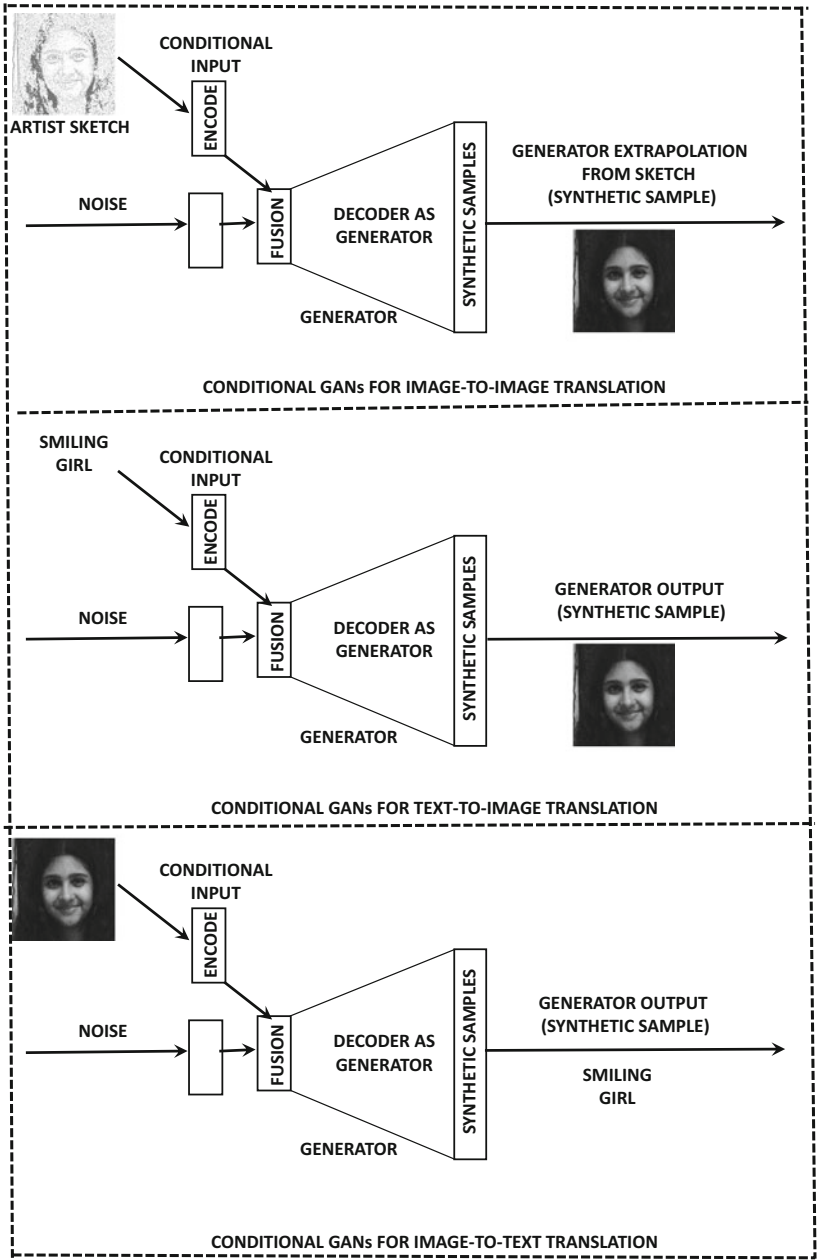 CONDITIONAL
INPUT
ENCODE
ARTIST SKETCH
NOISE
FUSION
DECODER AS
GENERATOR
SYNTHETIC SAMPLES
GENERATOR EXTRAPOLATION
FROM SKETCH
(SYNTHETIC SAMPLE)
GENERATOR
CONDITIONAL GANs FOR IMAGE-TO-IMAGE TRANSLATION
SMILING
GIRL
CONDITIONAL
INPUT
ENCODE
NOISE
FUSION
DECODER AS
GENERATOR
SYNTHETIC SAMPLES
GENERATOR OUTPUT
(SYNTHETIC SAMPLE)
GENERATOR
CONDITIONAL GANs FOR TEXT-TO-IMAGE TRANSLATION
CONDITIONAL
INPUT
ENCODE
NOISE
FUSION
DECODER AS
GENERATOR
SYNTHETIC SAMPLES
GENERATOR OUTPUT
(SYNTHETIC SAMPLE)
SMILING
GIRL
GENERATOR
CONDITIONAL GANs FOR IMAGE-TO-TEXT TRANSLATION